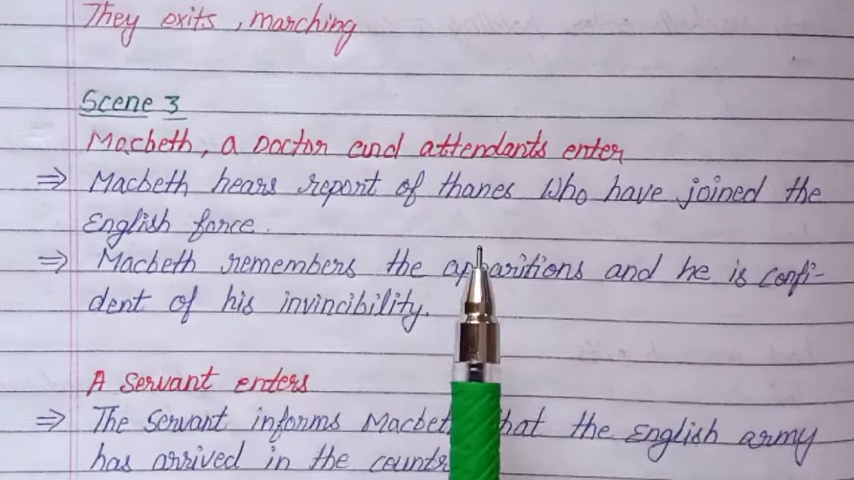 They exits, marching
Scene 3
Macbeth, a Doctor and attendants enter
⇒ Macbeth hears report of thanes who have joined the
English force.
⇒ Macbeth remembers the apparitions and he is confi-
dent of his invincibility.
A servant enters
⇒ The servant informs Macbeth that the English army
has arrived in the